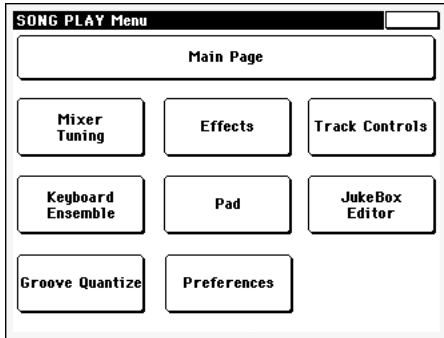 SONG PLAY Menu
Main Page
Mixer
Tuning
Effects
Track Controls
Keyboard
Ensemble
Pad
JukeBox
Editor
Groove Quantize
Preferences